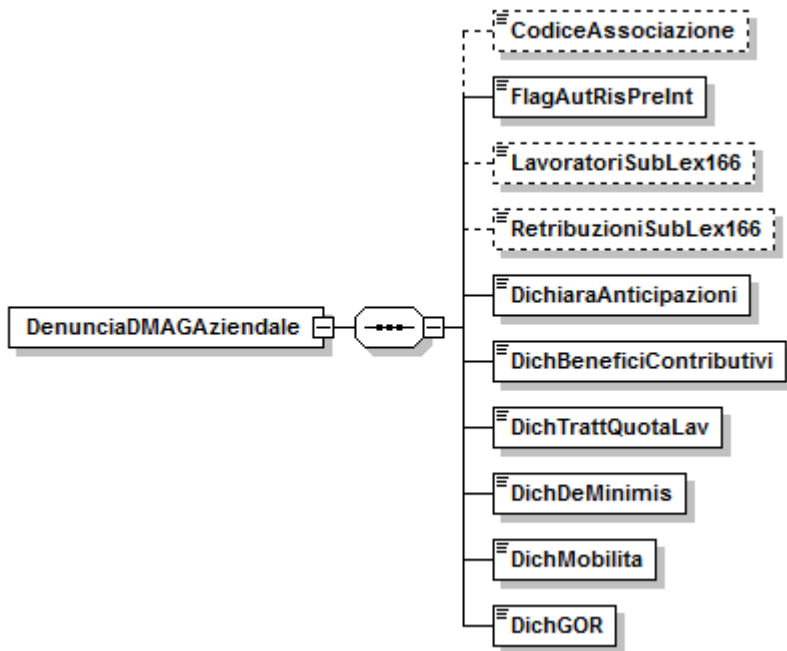 CodiceAssociazione
FlagAutRisPreInt
LavoratoriSubLex166
RetribuzioniSubLex166
DichiaraAnticipazioni
DenunciaDMAGAziendale
DichBeneficiContributivi
DichTrattQuotaLav
DichDeMinimis
DichMobilita
DichGOR